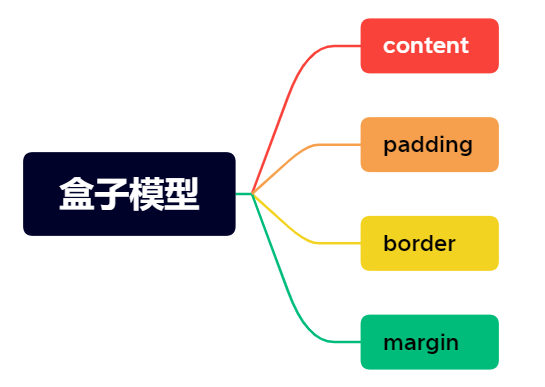 盒子模型
content
padding
border
margin